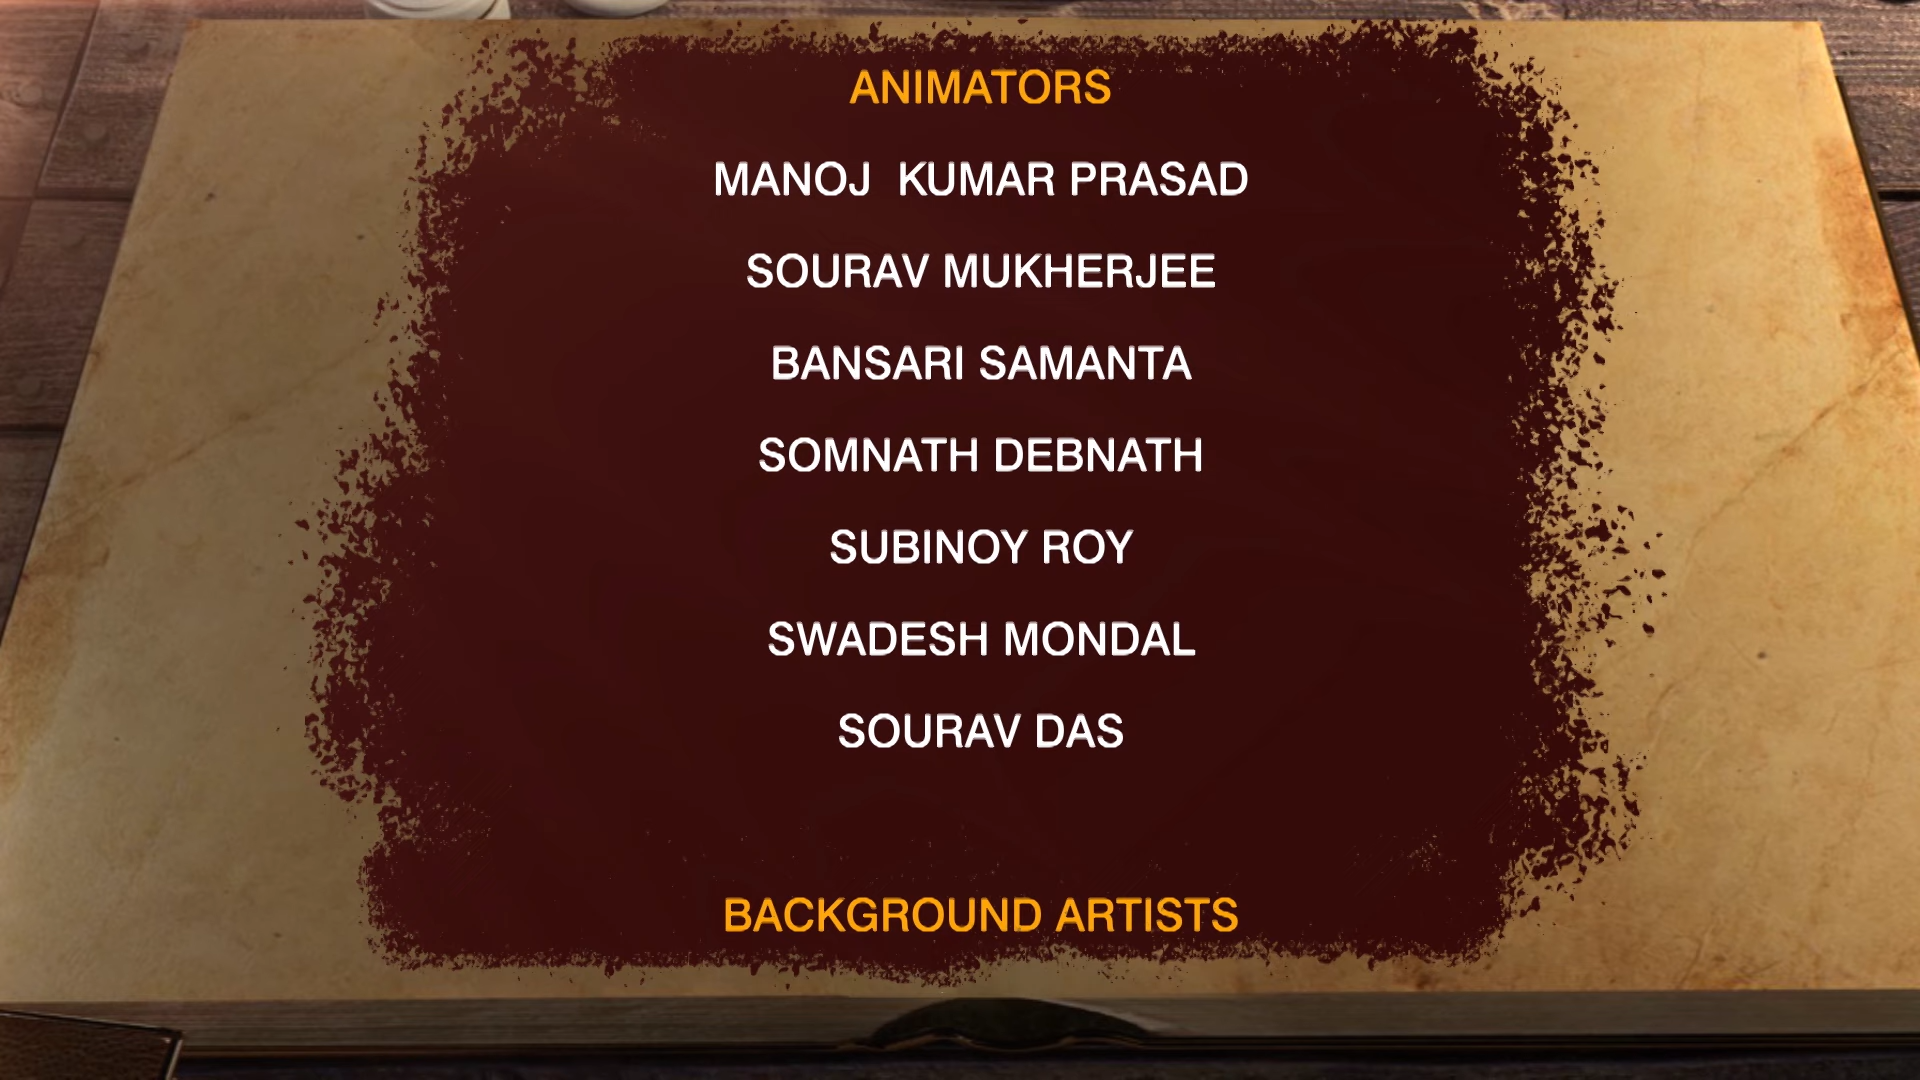 ANIMATORS
MANOJ  KUMAR PRASAD
SOURAV MUKHERJEE
BANSARI SAMANTA
SOMNATH DEBNATH
SUBINOY ROY
SWADESH MONDAL
SOURAV DAS
BACKGROUND ARTISTS